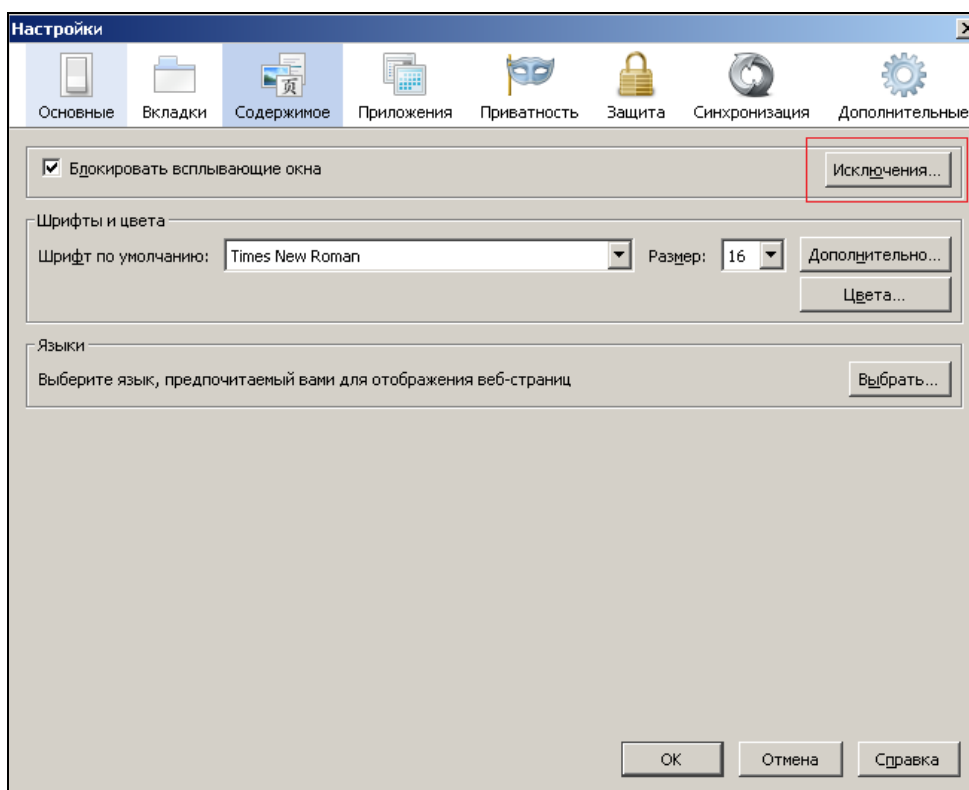 Настройки
Основные Вкладки Содержимое Приложения Приватность Защита Синхронизация Дополнительные
Блокировать всплывающие окна Исключения...
Шрифты и цвета
Шрифт по умолчанию: Times New Roman Размер: 16 Дополнительно...
Цвета...
Языки
Выберите язык, предпочитаемый вами для отображения веб-страниц Выбрать...
OK Отмена Справка